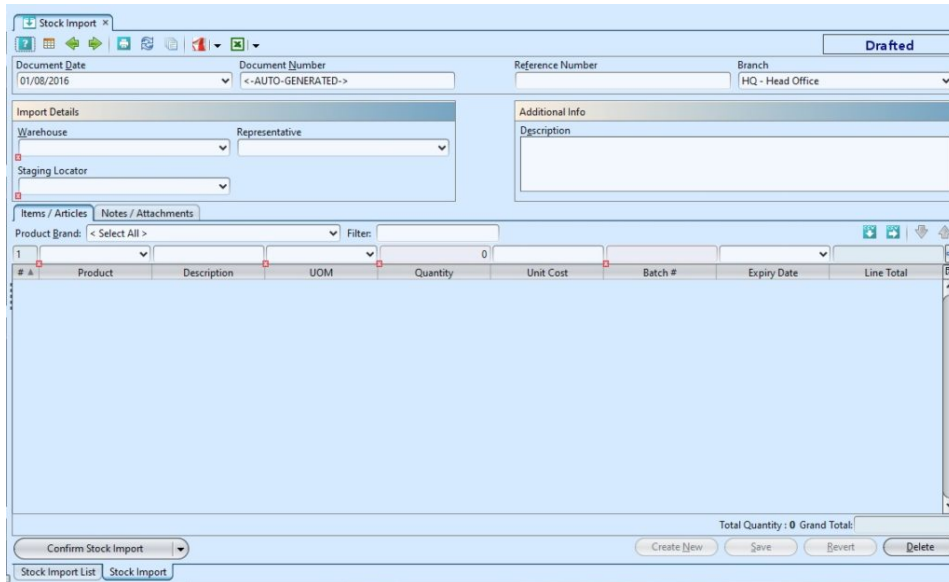 Stock Import ×
Drafted
Document Date Document Number Reference Number Branch
01/08/2016 <-AUTO-GENERATED-> HQ - Head Office
Import Details Additional Info
Warehouse Representative Description
Staging Locator
Items / Articles Notes / Attachments
Product Brand: < Select All > Filter:
1 0
# Product Description UOM Quantity Unit Cost Batch # Expiry Date Line Total
Total Quantity : 0 Grand Total:
Confirm Stock Import Create New Save Revert Delete
Stock Import List Stock Import